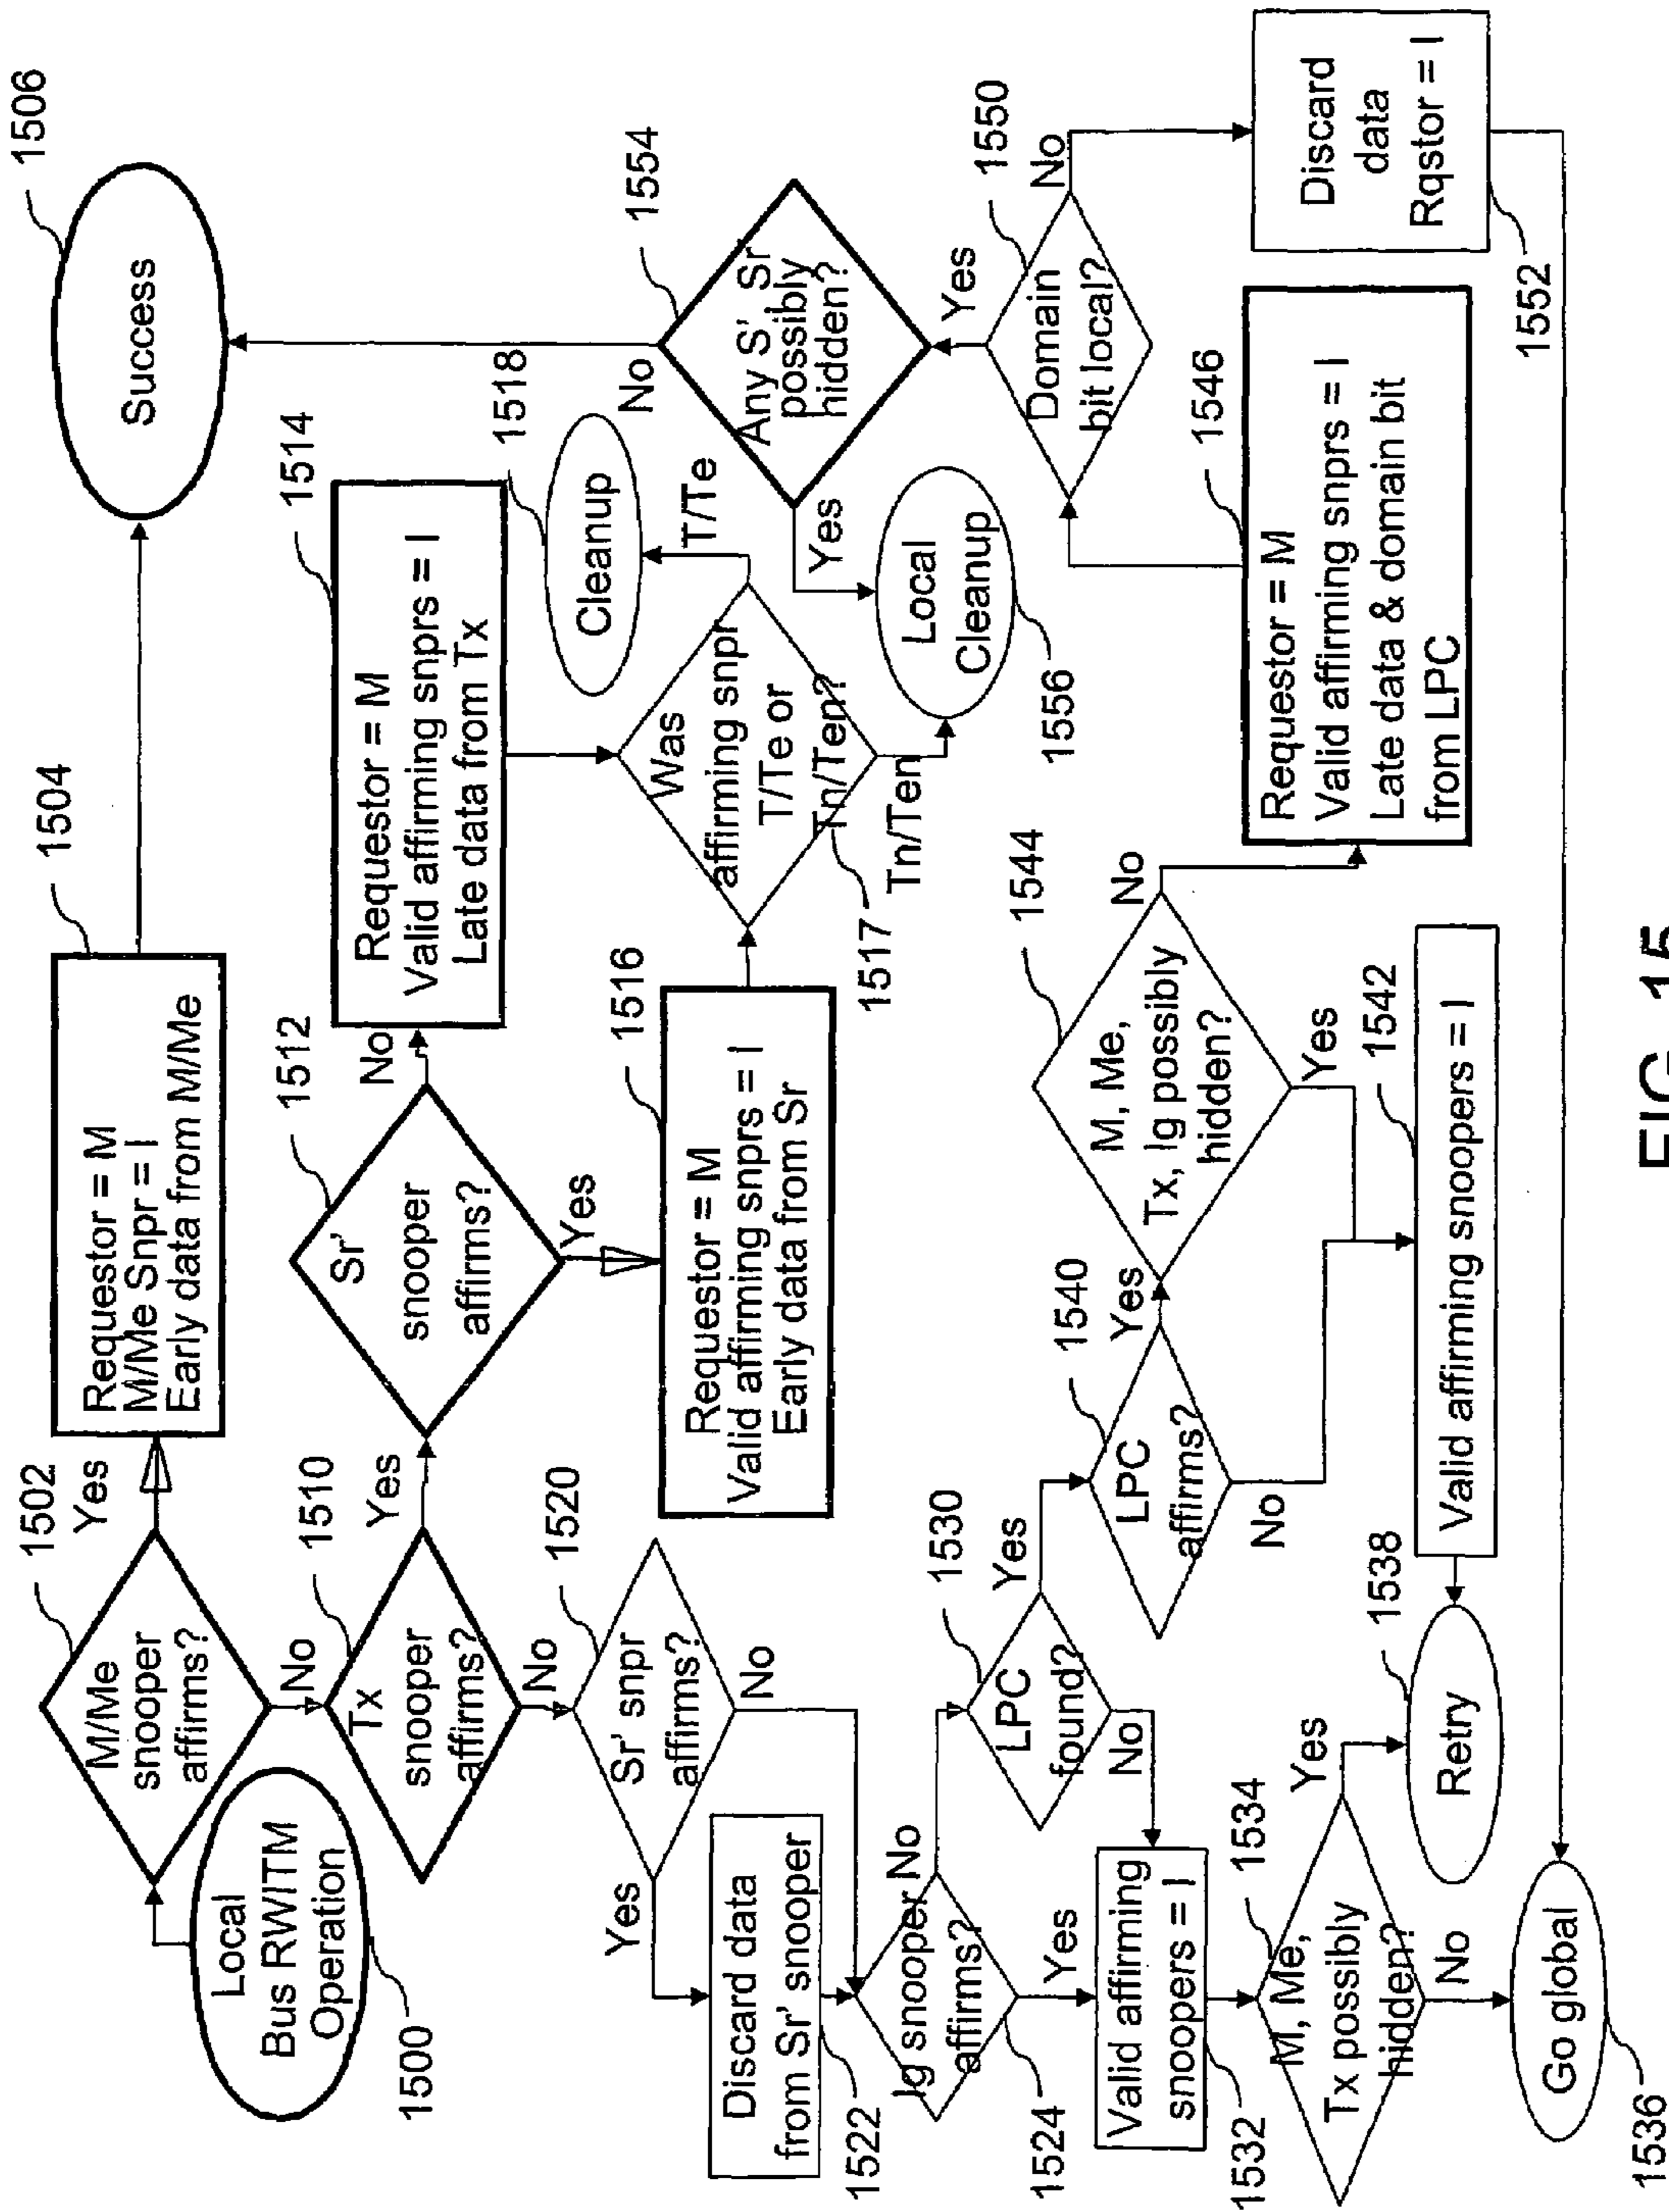 Local
Bus RWITM
Operation
1500
M/Me
snooper
affirms?
1502
Yes
No
Requestor = M
M/Me Snpr = I
Early data from M/Me
1504
Success
1506
Tx
snooper
affirms?
1510
Yes
No
Sr'
snooper
affirms?
1512
No
Yes
Requestor = M
Valid affirming snprs = I
Late data from Tx
1514
Requestor = M
Valid affirming snprs = I
Early data from Sr
1516
Was
affirming snpr
T/Te or
Tn/Ten?
1517
T/Te
Tn/Ten
Cleanup
1518
Sr' snpr
affirms?
1520
Yes
No
Discard data
from Sr' snooper
1522
Ig snooper
affirms?
1524
No
Yes
LPC
found?
1530
Yes
No
Valid affirming
snoopers = I
1532
M, Me,
Tx possibly
hidden?
1534
Yes
No
Go global
1536
Retry
1538
LPC
affirms?
1540
Yes
No
Valid affirming snoopers = I
1542
M, Me,
Tx, Ig possibly
hidden?
1544
No
Yes
Requestor = M
Valid affirming snprs = I
Late data & domain bit
from LPC
1546
Domain
bit local?
1550
Yes
No
Discard
data
Rqstor = I
1552
Any S' Sr
possibly
hidden?
1554
No
Yes
Local
Cleanup
1556
FIG. 15